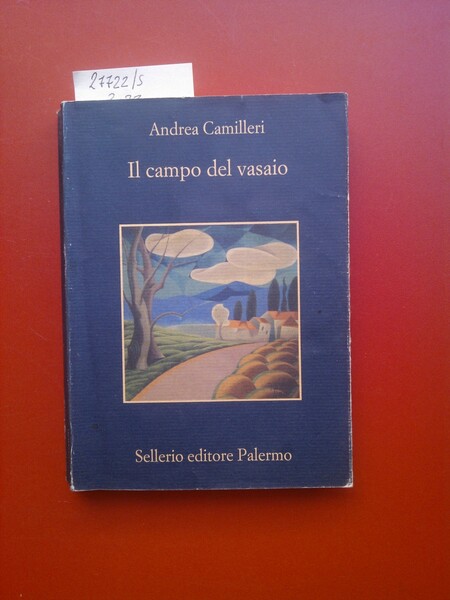 27722/s
Andrea Camilleri
Il campo del vasaio
Sellerio editore Palermo